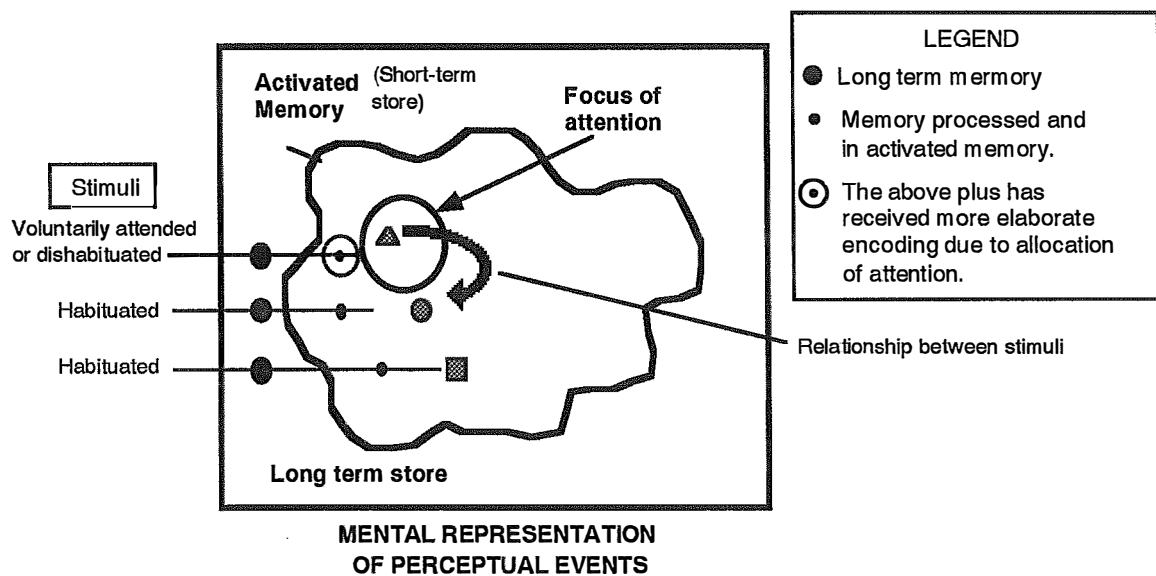 Activated
Memory
(Short-term
store)
Focus of
attention
Stimuli
Voluntarily attended
or dishabituated
Habituated
Habituated
Long term store
Relationship between stimuli
LEGEND
Long term mermory
Memory processed and
in activated memory.
The above plus has
received more elaborate
encoding due to allocation
of attention.
MENTAL REPRESENTATION
OF PERCEPTUAL EVENTS